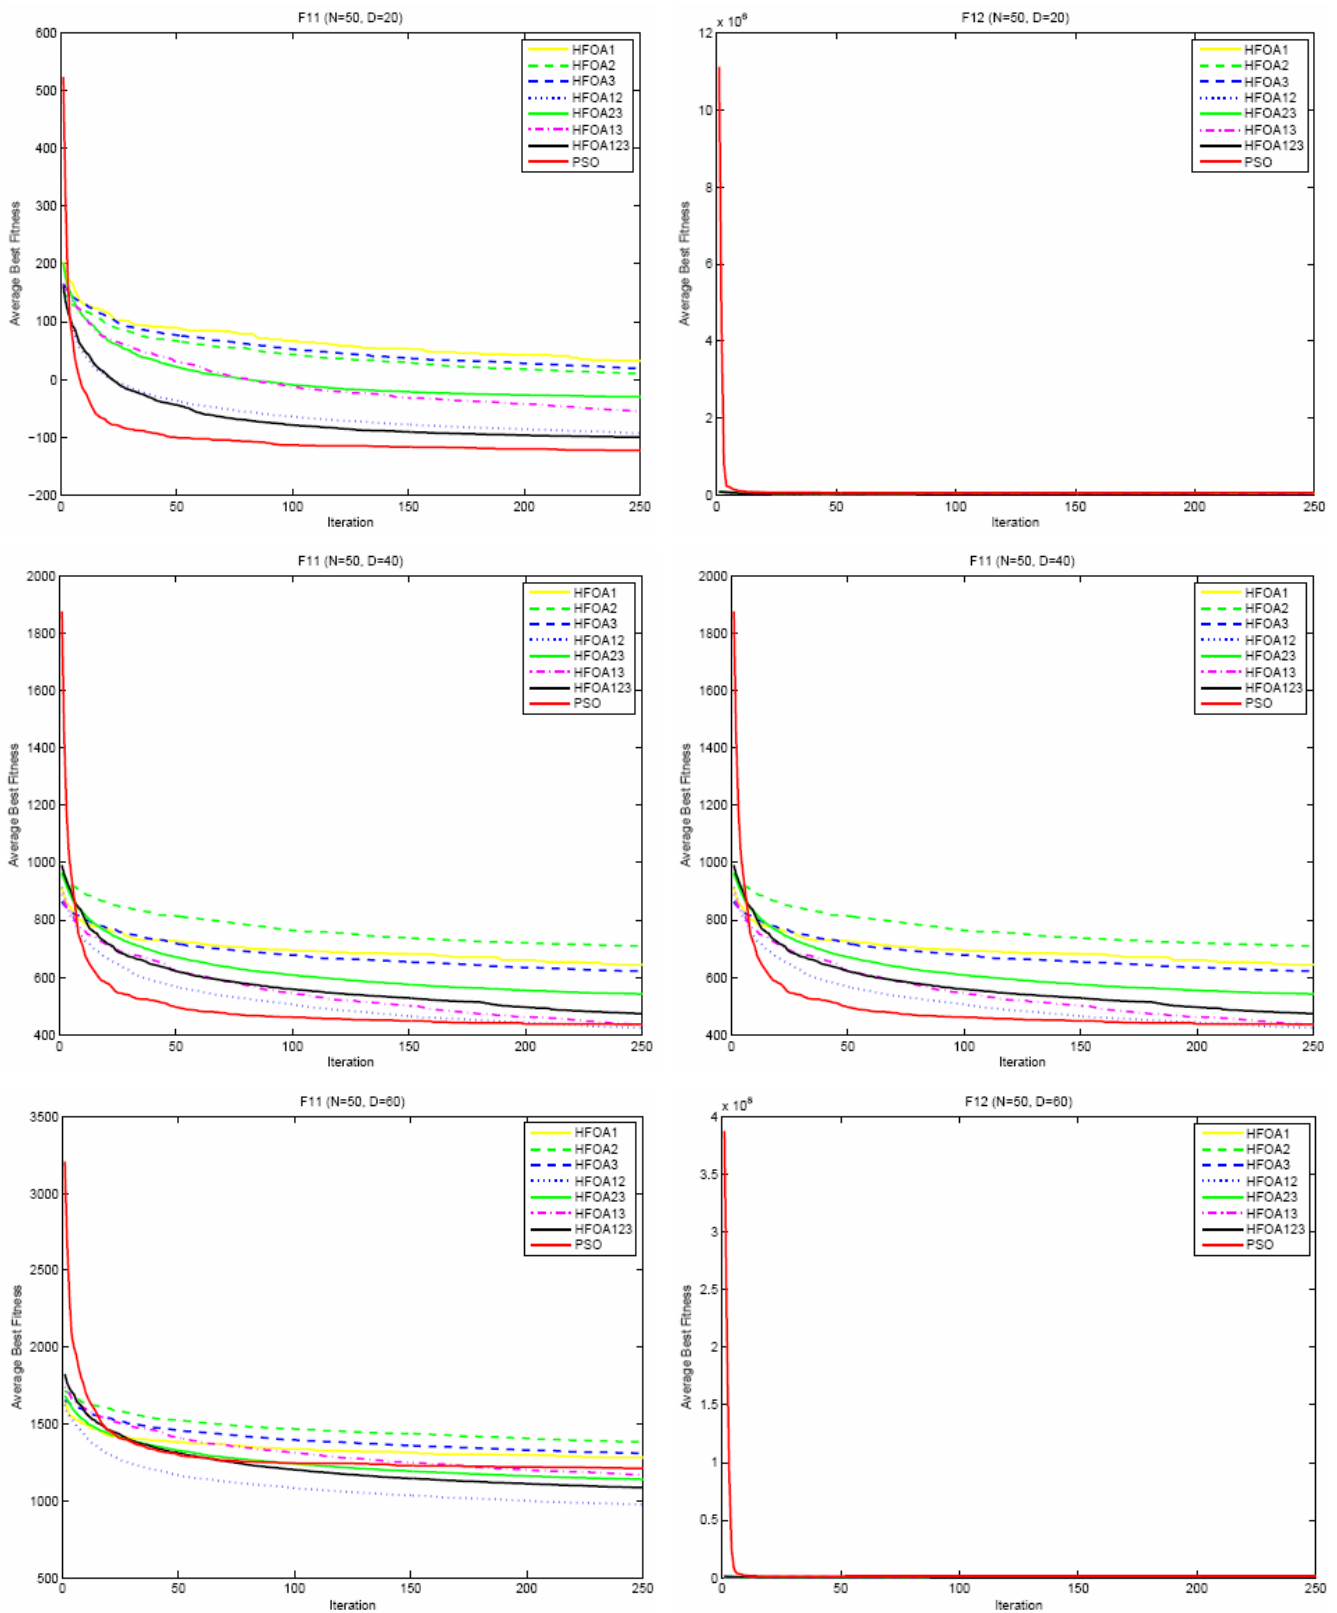 F11 (N=50, D=20)
600
500
400
300
200
100
0
−100
−200
0
50
100
150
200
250
Average Best Fitness
Iteration
HFOA1
HFOA2
HFOA3
HFOA12
HFOA23
HFOA13
HFOA123
PSO
F12 (N=50, D=20)
x 10⁶
12
10
8
6
4
2
0
0
50
100
150
200
250
Average Best Fitness
Iteration
HFOA1
HFOA2
HFOA3
HFOA12
HFOA23
HFOA13
HFOA123
PSO
F11 (N=50, D=40)
2000
1800
1600
1400
1200
1000
800
600
400
0
50
100
150
200
250
Average Best Fitness
Iteration
HFOA1
HFOA2
HFOA3
HFOA12
HFOA23
HFOA13
HFOA123
PSO
F11 (N=50, D=40)
2000
1800
1600
1400
1200
1000
800
600
400
0
50
100
150
200
250
Average Best Fitness
Iteration
HFOA1
HFOA2
HFOA3
HFOA12
HFOA23
HFOA13
HFOA123
PSO
F11 (N=50, D=60)
3500
3000
2500
2000
1500
1000
500
0
50
100
150
200
250
Average Best Fitness
Iteration
HFOA1
HFOA2
HFOA3
HFOA12
HFOA23
HFOA13
HFOA123
PSO
F12 (N=50, D=60)
x 10⁸
4
3.5
3
2.5
2
1.5
1
0.5
0
0
50
100
150
200
250
Average Best Fitness
Iteration
HFOA1
HFOA2
HFOA3
HFOA12
HFOA23
HFOA13
HFOA123
PSO